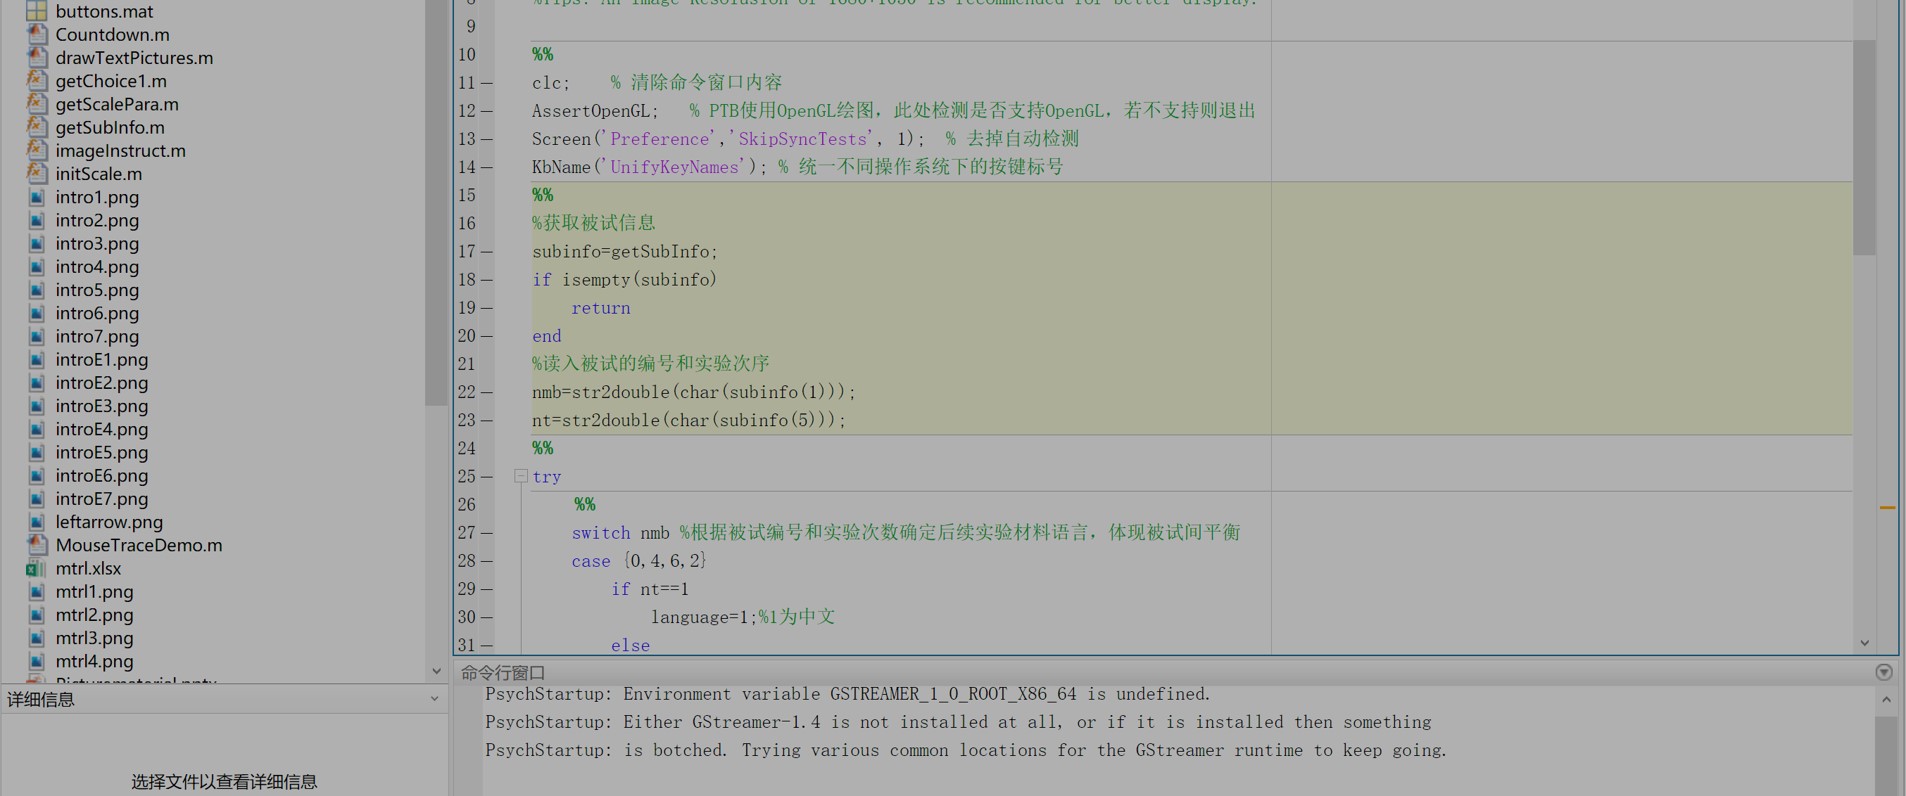 buttons.mat
Countdown.m
drawTextPictures.m
getChoice1.m
getScalePara.m
getSubInfo.m
imageInstruct.m
initScale.m
intro1.png
intro2.png
intro3.png
intro4.png
intro5.png
intro6.png
intro7.png
introE1.png
introE2.png
introE3.png
introE4.png
introE5.png
introE6.png
introE7.png
leftarrow.png
MouseTraceDemo.m
mtrl.xlsx
mtrl1.png
mtrl2.png
mtrl3.png
mtrl4.png
详细信息
选择文件以查看详细信息
9
10 %%
11 — clc; % 清除命令窗口内容
12 — AssertOpenGL; % PTB使用OpenGL绘图，此处检测是否支持OpenGL，若不支持则退出
13 — Screen('Preference','SkipSyncTests', 1); % 去掉自动检测
14 — KbName('UnifyKeyNames'); % 统一不同操作系统下的按键标号
15 %%
16 %获取被试信息
17 — subinfo=getSubInfo;
18 — if isempty(subinfo)
19 — return
20 — end
21 %读入被试的编号和实验次序
22 — nmb=str2double(char(subinfo(1)));
23 — nt=str2double(char(subinfo(5)));
24 %%
25 — try
26 %%
27 — switch nmb %根据被试编号和实验次数确定后续实验材料语言，体现被试间平衡
28 — case {0,4,6,2}
29 — if nt==1
30 — language=1;%1为中文
31 — else
命令行窗口
PsychStartup: Environment variable GSTREAMER_1_0_ROOT_X86_64 is undefined.
PsychStartup: Either GStreamer-1.4 is not installed at all, or if it is installed then something
PsychStartup: is botched. Trying various common locations for the GStreamer runtime to keep going.